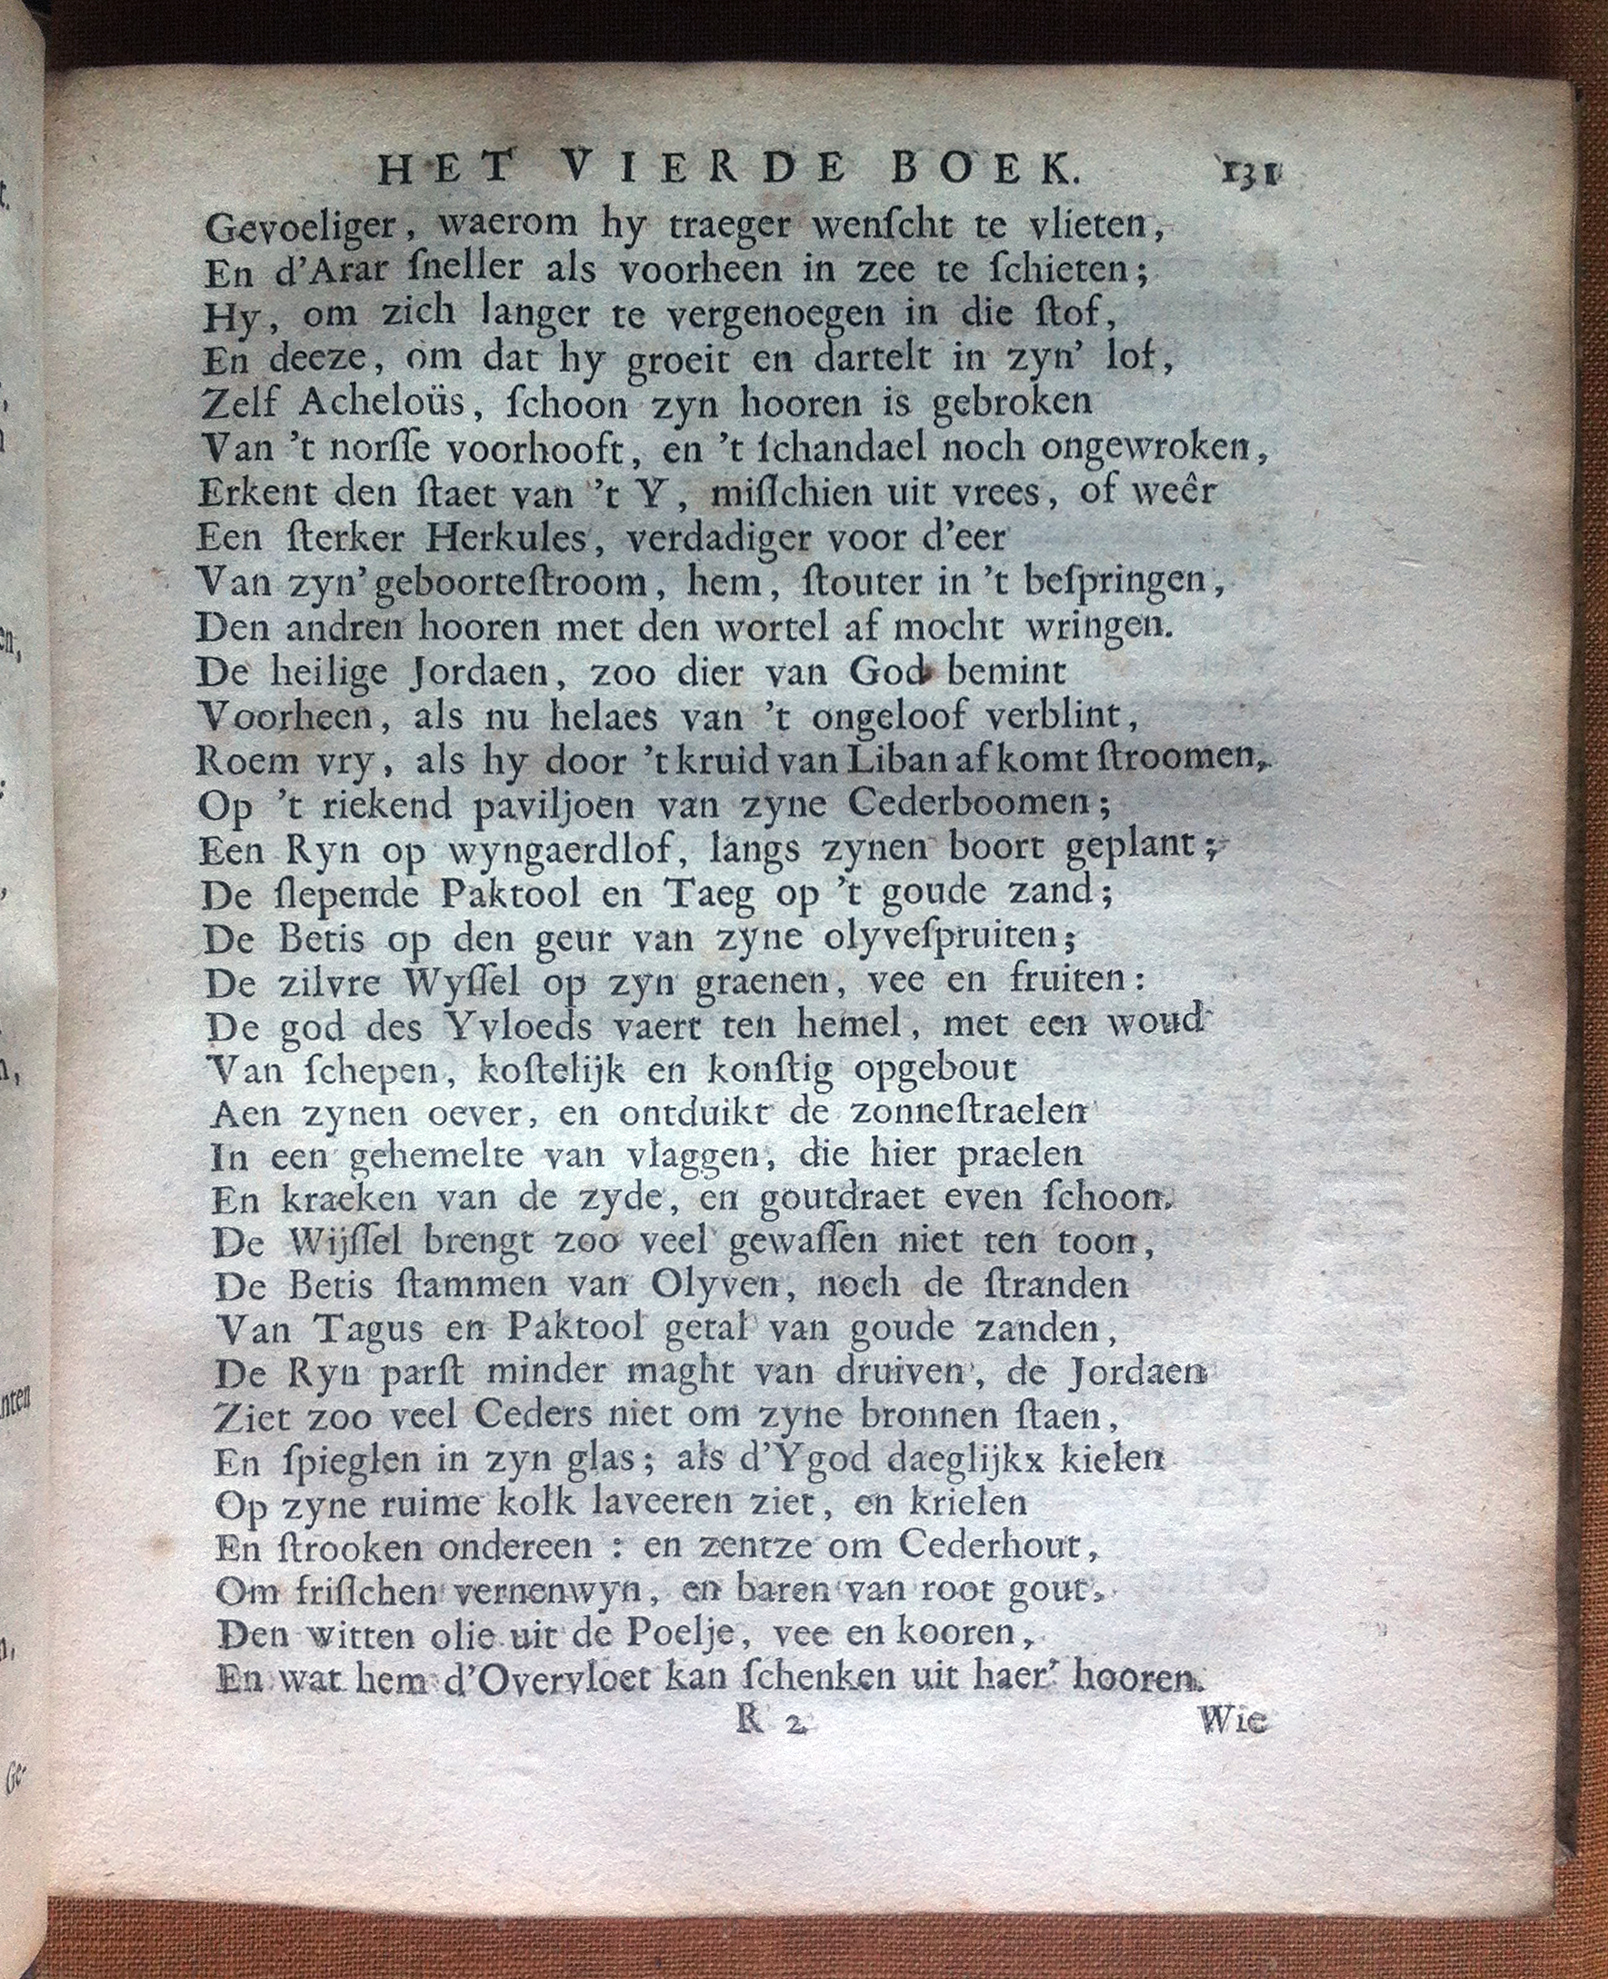 HET VIERDE BOEK. 131
Gevoeliger, waerom hy traeger wenſcht te vlieten,
En d'Arar ſneller als voorheen in zee te ſchieten;
Hy, om zich langer te vergenoegen in die ſtof,
En deeze, om dat hy groeit en dartelt in zyn' lof,
Zelf Acheloüs, ſchoon zyn hooren is gebroken
Van 't norſſe voorhooft, en 't ſchandael noch ongewroken,
Erkent den ſtaet van 't Y, miſſchien uit vrees, of weêr
Een ſterker Herkules, verdadiger voor d'eer
Van zyn' geboorteſtroom, hem, ſtouter in 't beſpringen,
Den andren hooren met den wortel af mocht wringen.
De heilige Jordaen, zoo dier van God bemint
Voorheen, als nu helaes van 't ongeloof verblint,
Roem vry, als hy door 't kruid van Liban af komt ſtroomen,
Op 't riekend paviljoen van zyne Cederboomen;
Een Ryn op wyngaerdlof, langs zynen boort geplant;
De ſlepende Paktool en Taeg op 't goude zand;
De Betis op den geur van zyne olyveſpruiten;
De zilvre Wyſſel op zyn graenen, vee en fruiten:
De god des Yvloeds vaert ten hemel, met een woud
Van ſchepen, koſtelijk en konſtig opgebout
Aen zynen oever, en ontduikt de zonneſtraelen
In een gehemelte van vlaggen, die hier praelen
En kraeken van de zyde, en goutdraet even ſchoon.
De Wijſſel brengt zoo veel gewaſſen niet ten toon,
De Betis ſtammen van Olyven, noch de ſtranden
Van Tagus en Paktool getal van goude zanden,
De Ryn parſt minder maght van druiven, de Jordaen
Ziet zoo veel Ceders niet om zyne bronnen ſtaen,
En ſpieglen in zyn glas; als d'Ygod daeglijkx kielen
Op zyne ruime kolk laveeren ziet, en krielen
En ſtrooken ondereen : en zentze om Cederhout,
Om friſſchen vernenwyn, en baren van root gout,
Den witten olie uit de Poelje, vee en kooren,
En wat hem d'Overvloet kan ſchenken uit haer' hooren.
R 2 Wie